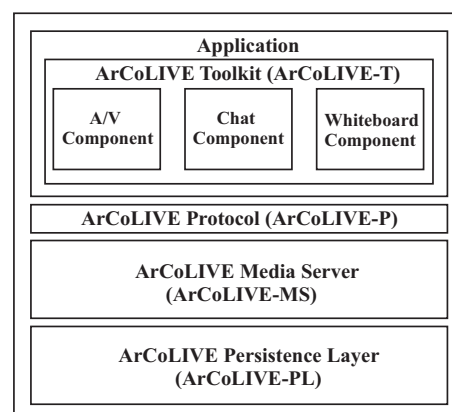 Application
ArCoLIVE Toolkit (ArCoLIVE-T)
A/V
Component
Chat
Component
Whiteboard
Component
ArCoLIVE Protocol (ArCoLIVE-P)
ArCoLIVE Media Server
(ArCoLIVE-MS)
ArCoLIVE Persistence Layer
(ArCoLIVE-PL)